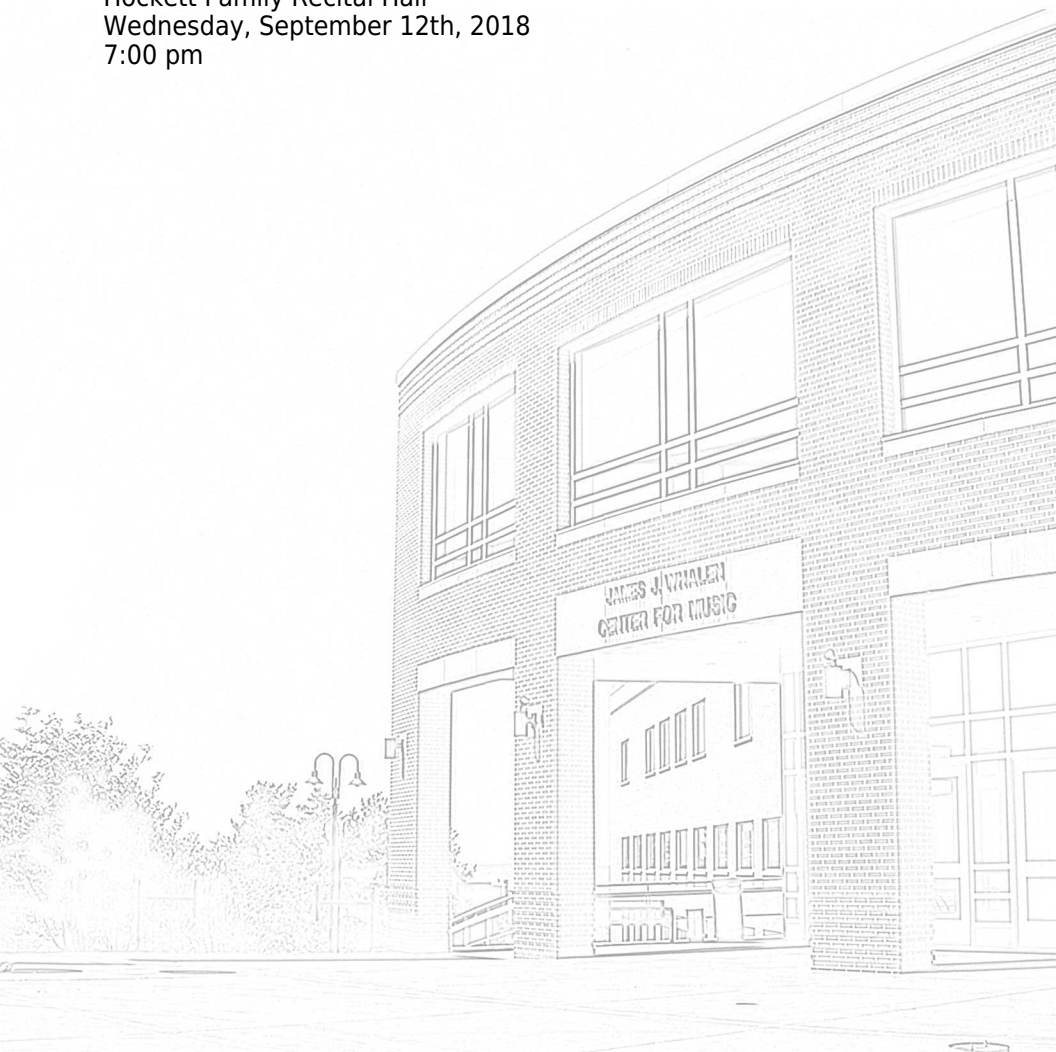 Hockett Family Recital Hall
Wednesday, September 12th, 2018
7:00 pm
JAMES J. WHALEN
CENTER FOR MUSIC